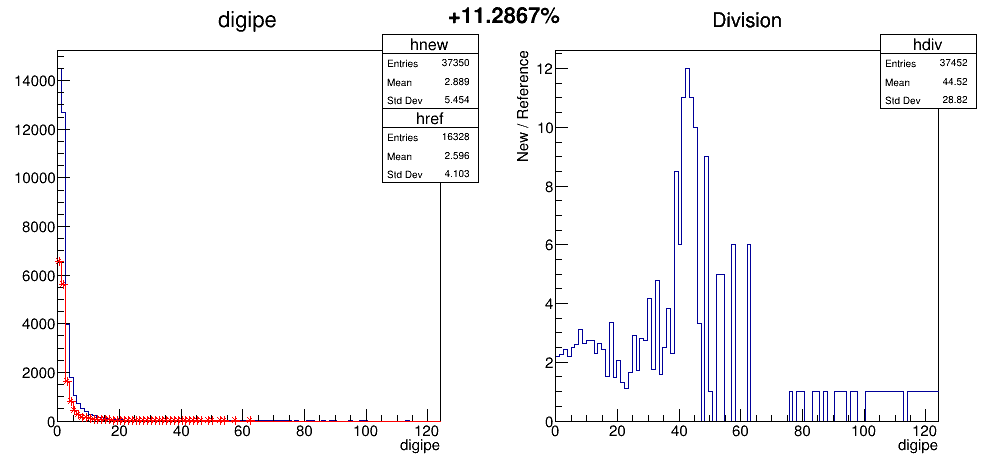 +11.2867%
digipe
hnew
Entries 37350
Mean 2.889
Std Dev 5.454
href
Entries 16328
Mean 2.596
Std Dev 4.103
14000
12000
10000
8000
6000
4000
2000
0
0 20 40 60 80 100 120
digipe
Division
hdiv
Entries 37452
Mean 44.52
Std Dev 28.82
New / Reference
12
10
8
6
4
2
0
0 20 40 60 80 100 120
digipe